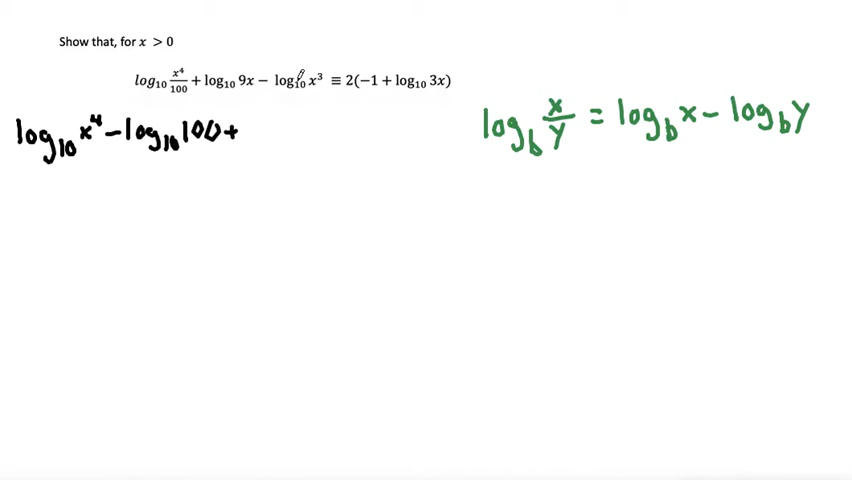 Show that, for x > 0
log₁₀ x⁴/100 + log₁₀ 9x − log₁₀ x³ ≡ 2(−1 + log₁₀ 3x)
log₁₀ x⁴ − log₁₀ 100 +
log_b x/y = log_b x − log_b y